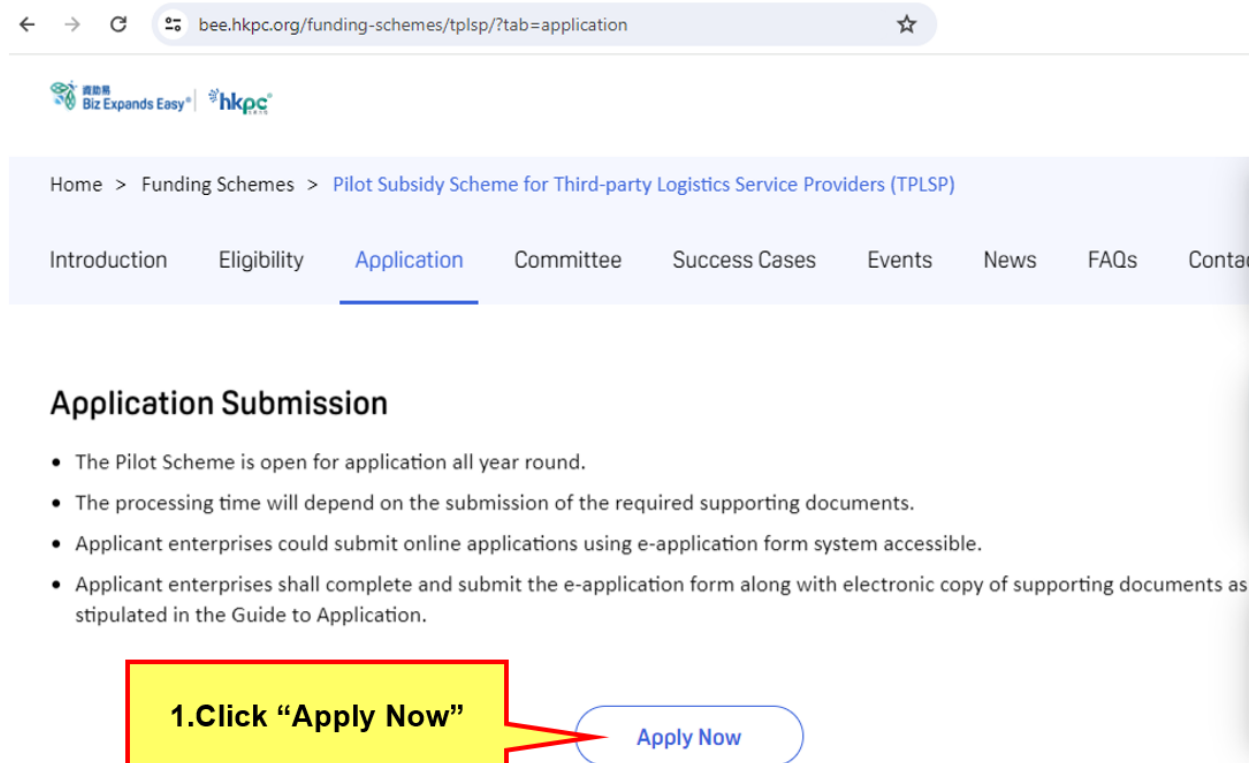 bee.hkpc.org/funding-schemes/tplsp/?tab=application
資助易
Biz Expands Easy®
hkpc®
Home > Funding Schemes > Pilot Subsidy Scheme for Third-party Logistics Service Providers (TPLSP)
Introduction Eligibility Application Committee Success Cases Events News FAQs Contac
Application Submission
• The Pilot Scheme is open for application all year round.
• The processing time will depend on the submission of the required supporting documents.
• Applicant enterprises could submit online applications using e-application form system accessible.
• Applicant enterprises shall complete and submit the e-application form along with electronic copy of supporting documents as
stipulated in the Guide to Application.
1.Click “Apply Now”
Apply Now